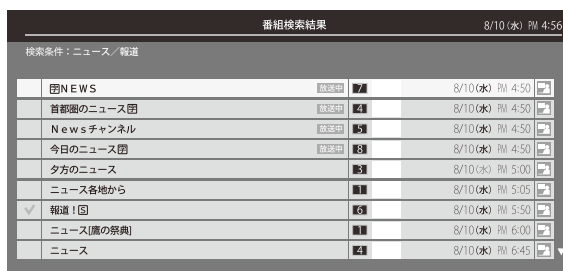 番組検索結果 8/10(水) PM 4:56
検索条件：ニュース／報道
字NEWS 放送中 7 8/10(水) PM 4:50
首都圏のニュース字 放送中 4 8/10(水) PM 4:50
Newsチャンネル 放送中 5 8/10(水) PM 4:50
今日のニュース字 放送中 8 8/10(水) PM 4:50
夕方のニュース 3 8/10(水) PM 5:00
ニュース各地から 1 8/10(水) PM 5:05
報道！S 6 8/10(水) PM 5:50
ニュース[鷹の祭典] 1 8/10(水) PM 6:00
ニュース 4 8/10(水) PM 6:45